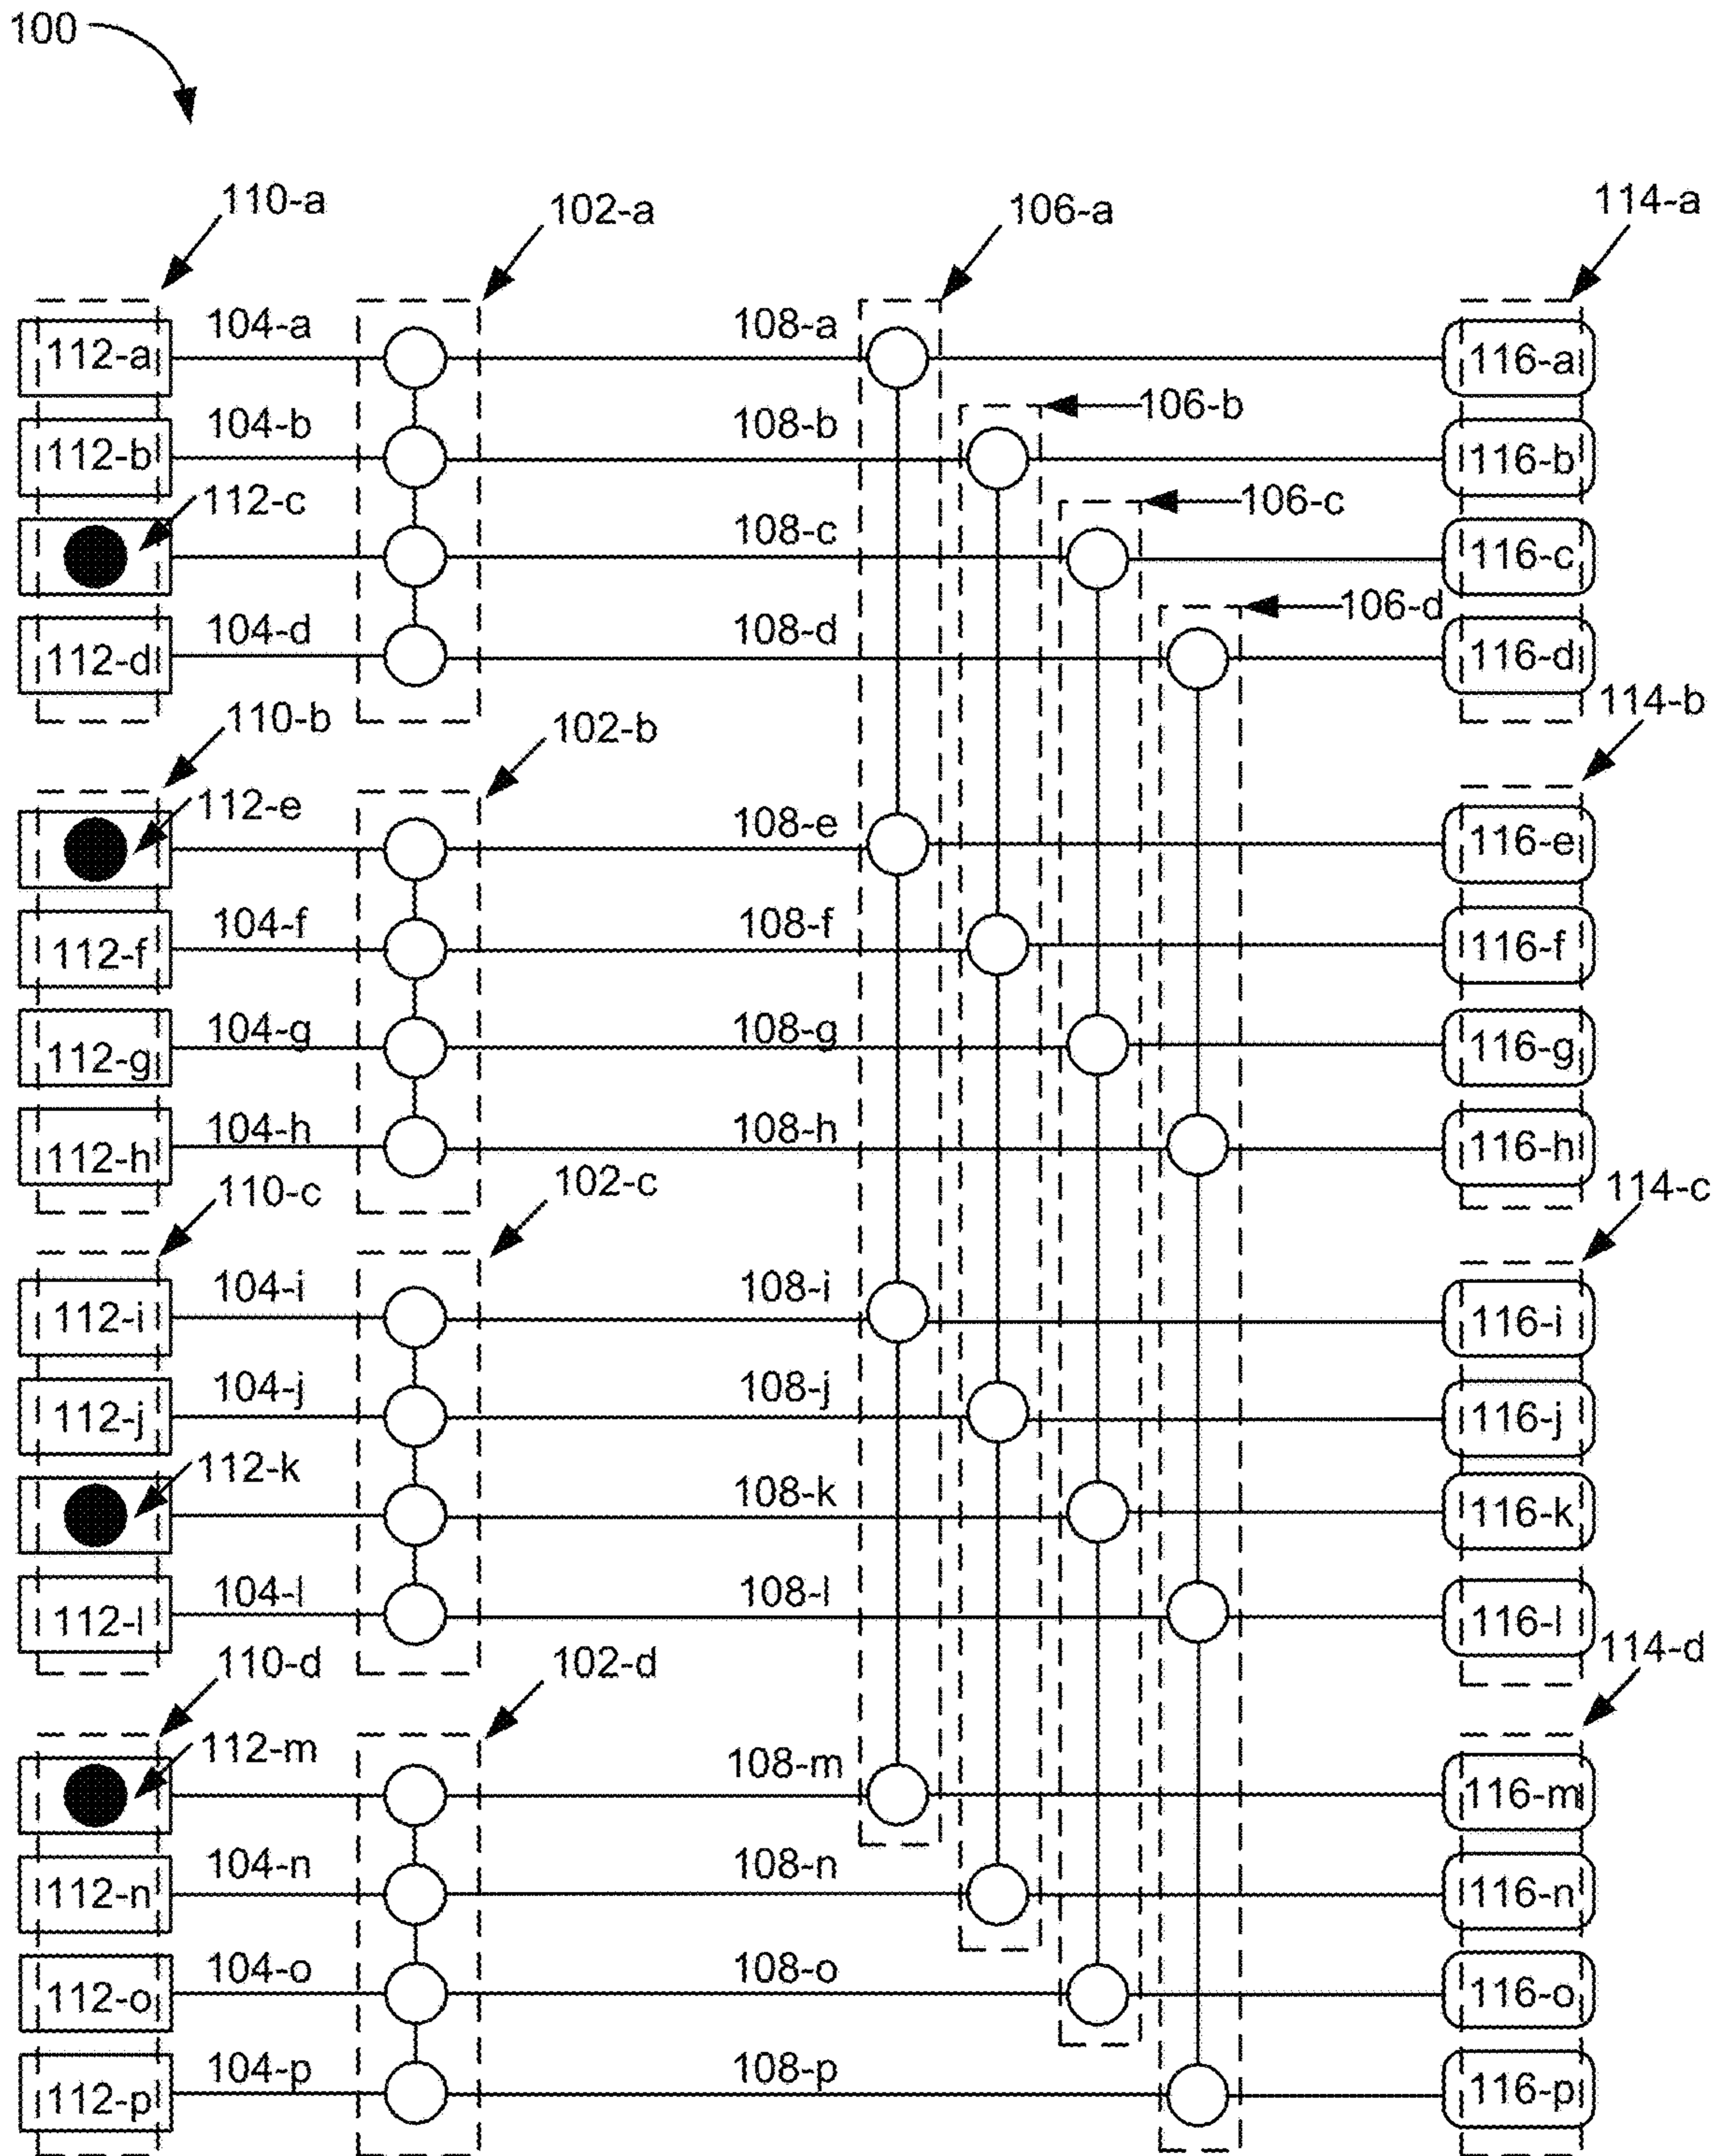 100
110-a 102-a 106-a 114-a
112-a 104-a 108-a 116-a
106-b
112-b 104-b 108-b 116-b
112-c 108-c 106-c 116-c
106-d
112-d 104-d 108-d 116-d
110-b 102-b 114-b
112-e 108-e 116-e
112-f 104-f 108-f 116-f
112-g 104-g 108-g 116-g
112-h 104-h 108-h 116-h
110-c 102-c 114-c
112-i 104-i 108-i 116-i
112-j 104-j 108-j 116-j
112-k 108-k 116-k
112-l 104-l 108-l 116-l
110-d 102-d 114-d
112-m 108-m 116-m
112-n 104-n 108-n 116-n
112-o 104-o 108-o 116-o
112-p 104-p 108-p 116-p